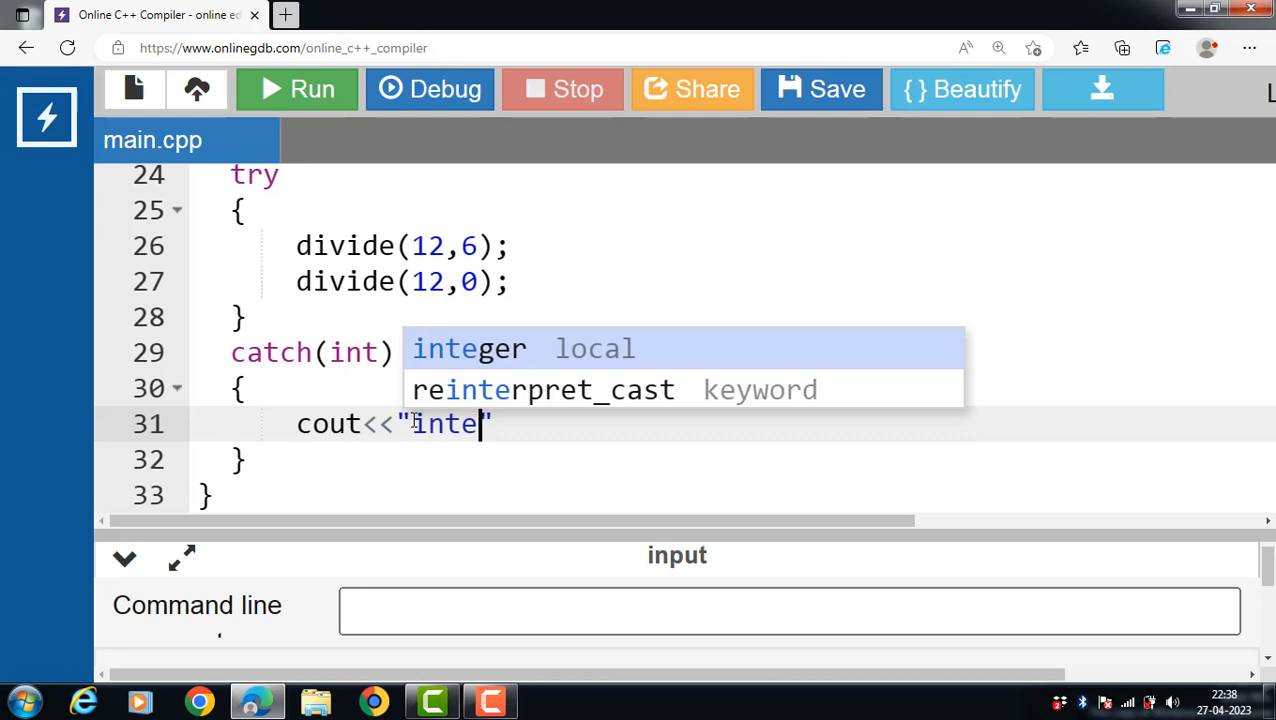 Online C++ Compiler - online edi
https://www.onlinegdb.com/online_c++_compiler
Run
Debug
Stop
Share
Save
{ } Beautify
L
main.cpp
24 try
25 {
26 divide(12,6);
27 divide(12,0);
28 }
29 catch(int)
30 {
31 cout<<"inte"
32 }
33 }
integer local
reinterpret_cast keyword
input
Command line
22:38
27-04-2023